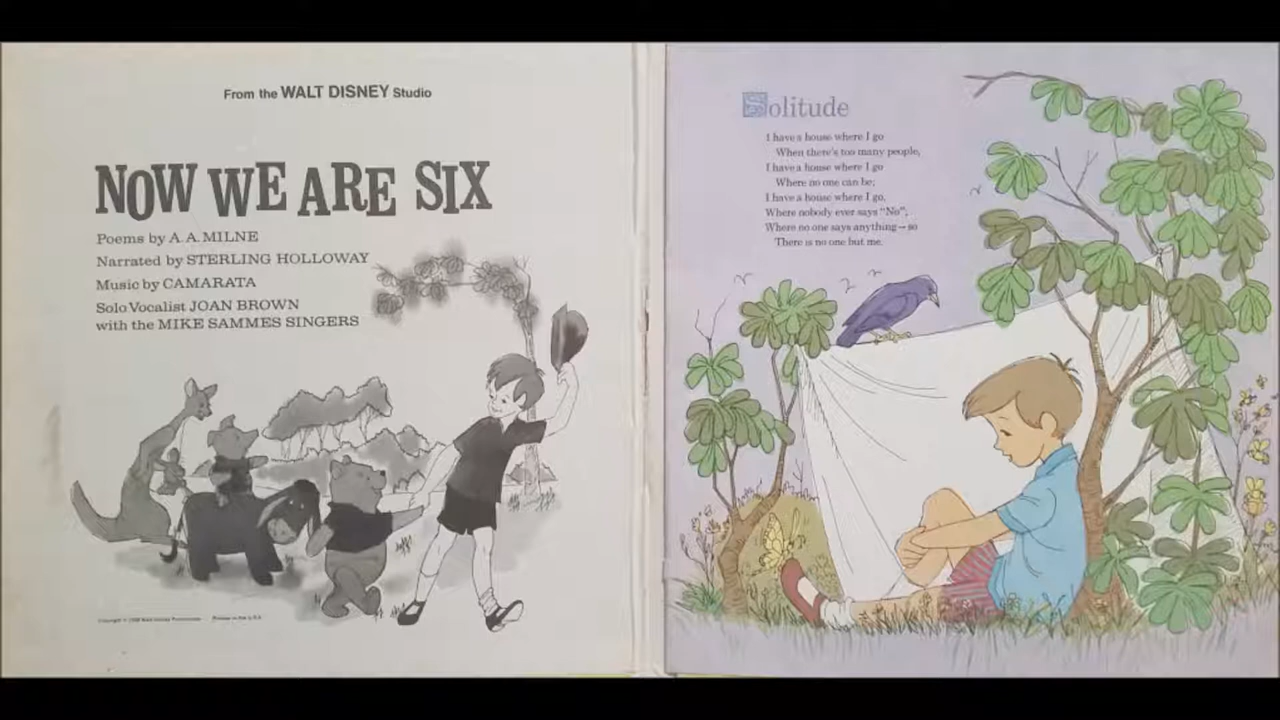 From the WALT DISNEY Studio
NOW WE ARE SIX
Poems by A. A. MILNE
Narrated by STERLING HOLLOWAY
Music by CAMARATA
Solo Vocalist JOAN BROWN
with the MIKE SAMMES SINGERS
Solitude
I have a house where I go
When there's too many people,
I have a house where I go
Where no one can be;
I have a house where I go,
Where nobody ever says "No";
Where no one says anything—so
There is no one but me.